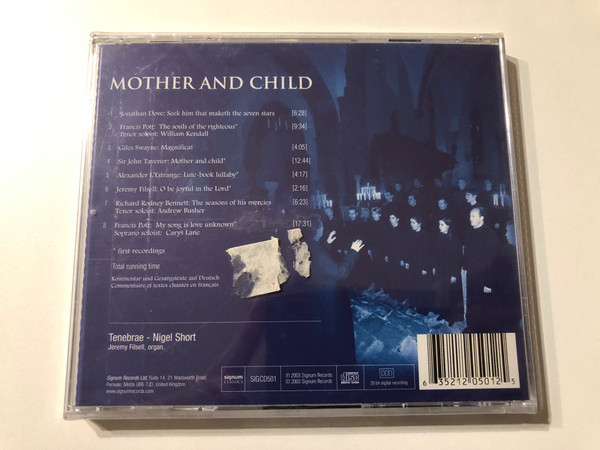 MOTHER AND CHILD
1 Jonathan Dove: Seek him that maketh the seven stars [6:28]
2 Francis Pott: The souls of the righteous* [9:34]
Tenor soloist: William Kendall
3 Giles Swayne: Magnificat [4:05]
4 Sir John Tavener: Mother and child* [12:44]
5 Alexander L'Estrange: Lute-book lullaby* [4:17]
6 Jeremy Filsell: O be joyful in the Lord* [2:16]
7 Richard Rodney Bennett: The seasons of his mercies [6:23]
Tenor soloist: Andrew Busher
8 Francis Pott: My song is love unknown* [17:31]
Soprano soloist: Carys Lane
* first recordings
Total running time
Kommentar und Gesangstexte auf Deutsch
Commentaire et textes chantés en français
Tenebrae - Nigel Short
Jeremy Filsell, organ.
Signum Records Ltd, Suite 14, 21 Wadsworth Road
Perivale, Middx UB6 7JD, United Kingdom
www.signumrecords.com
signum
CLASSICS
SIGCD501
℗ 2003 Signum Records
© 2003 Signum Records
COMPACT
disc
DIGITAL AUDIO
DDD
20 bit digital recording
6 35212 05012 5